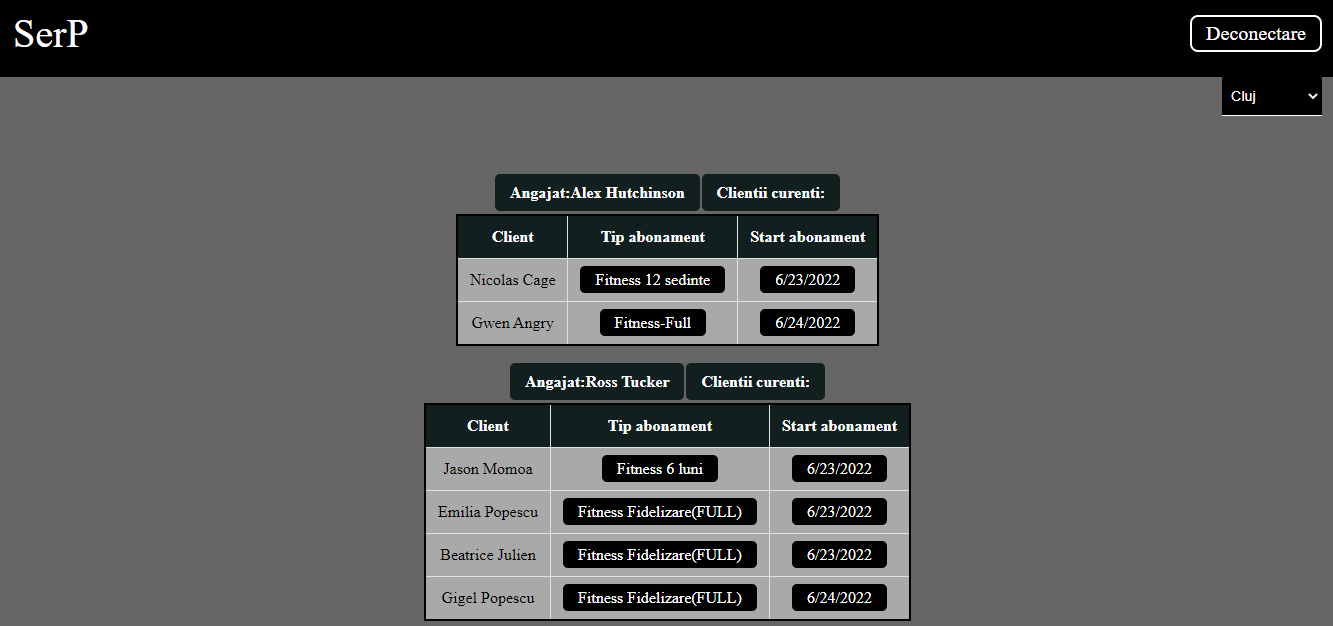 SerP
Deconectare
Cluj
Angajat:Alex Hutchinson Clientii curenti:
Client Tip abonament Start abonament
Nicolas Cage Fitness 12 sedinte 6/23/2022
Gwen Angry Fitness-Full 6/24/2022
Angajat:Ross Tucker Clientii curenti:
Client Tip abonament Start abonament
Jason Momoa Fitness 6 luni 6/23/2022
Emilia Popescu Fitness Fidelizare(FULL) 6/23/2022
Beatrice Julien Fitness Fidelizare(FULL) 6/23/2022
Gigel Popescu Fitness Fidelizare(FULL) 6/24/2022